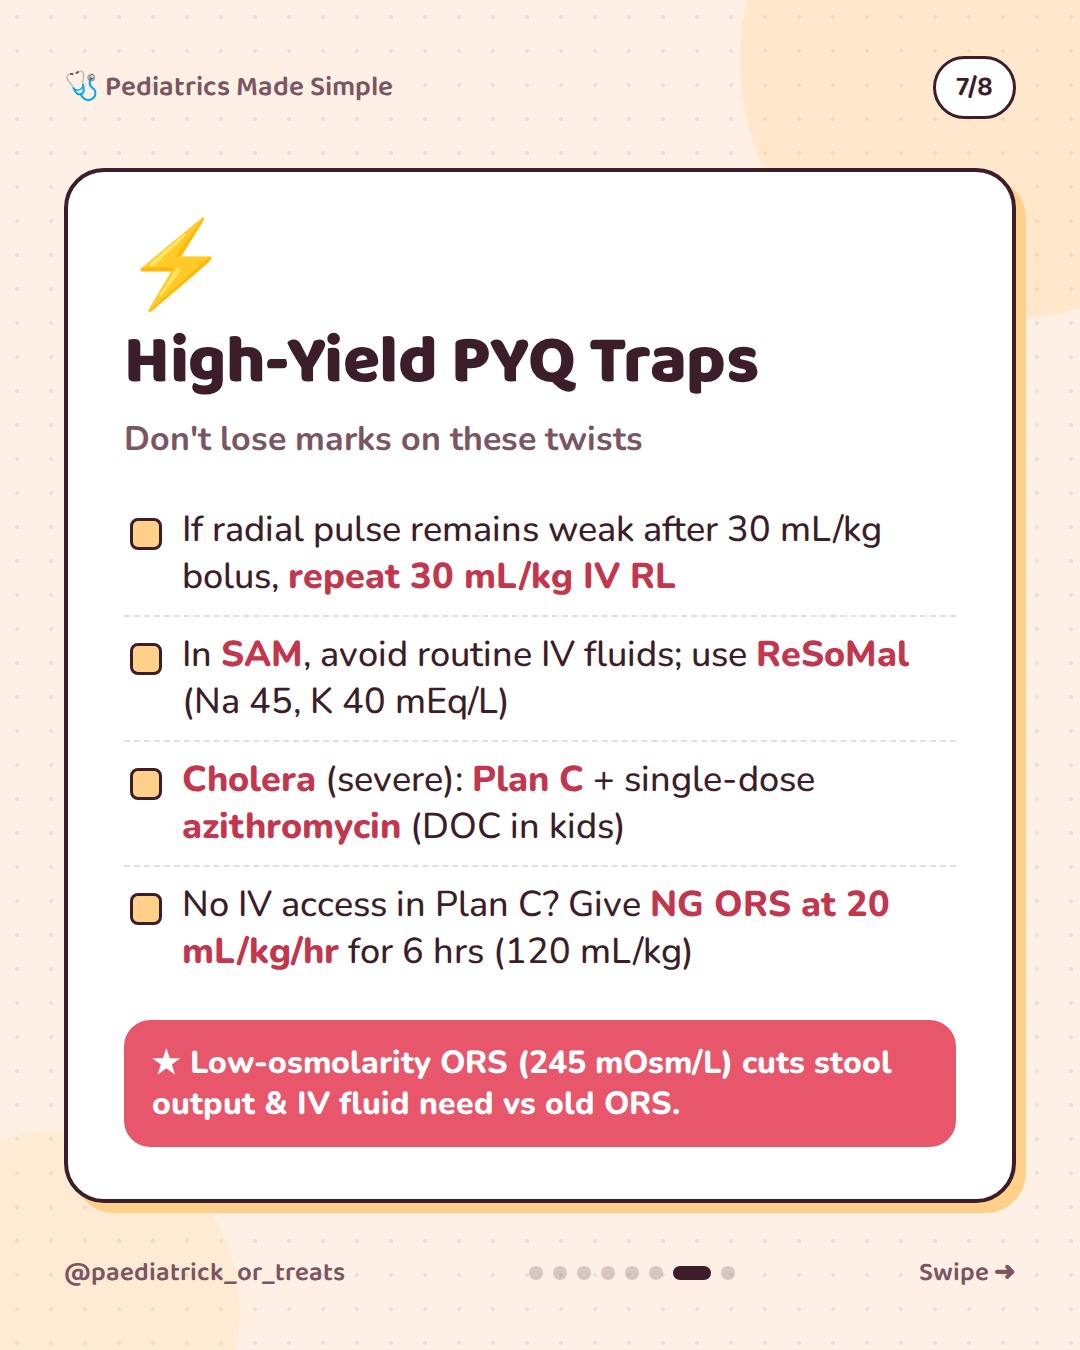 🩺 Pediatrics Made Simple
7/8
⚡
High-Yield PYQ Traps
Don't lose marks on these twists
If radial pulse remains weak after 30 mL/kg
bolus, repeat 30 mL/kg IV RL
In SAM, avoid routine IV fluids; use ReSoMal
(Na 45, K 40 mEq/L)
Cholera (severe): Plan C + single-dose
azithromycin (DOC in kids)
No IV access in Plan C? Give NG ORS at 20
mL/kg/hr for 6 hrs (120 mL/kg)
★ Low-osmolarity ORS (245 mOsm/L) cuts stool
output & IV fluid need vs old ORS.
@paediatrick_or_treats
Swipe ➜